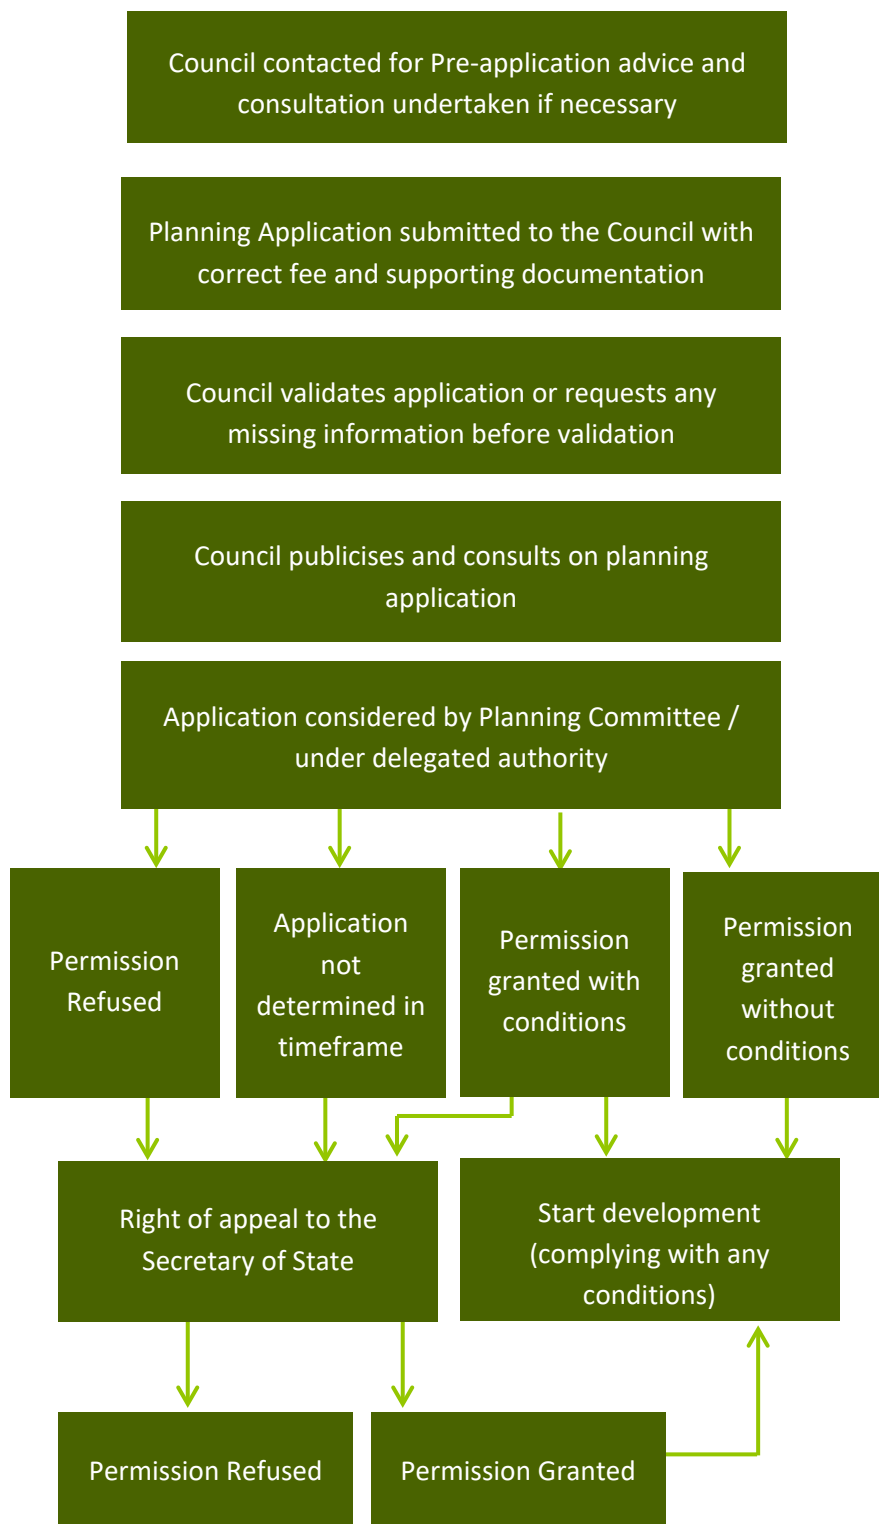 Council contacted for Pre-application advice and
consultation undertaken if necessary
Planning Application submitted to the Council with
correct fee and supporting documentation
Council validates application or requests any
missing information before validation
Council publicises and consults on planning
application
Application considered by Planning Committee /
under delegated authority
Permission
Refused
Application
not
determined in
timeframe
Permission
granted with
conditions
Permission
granted
without
conditions
Right of appeal to the
Secretary of State
Start development
(complying with any
conditions)
Permission Refused
Permission Granted